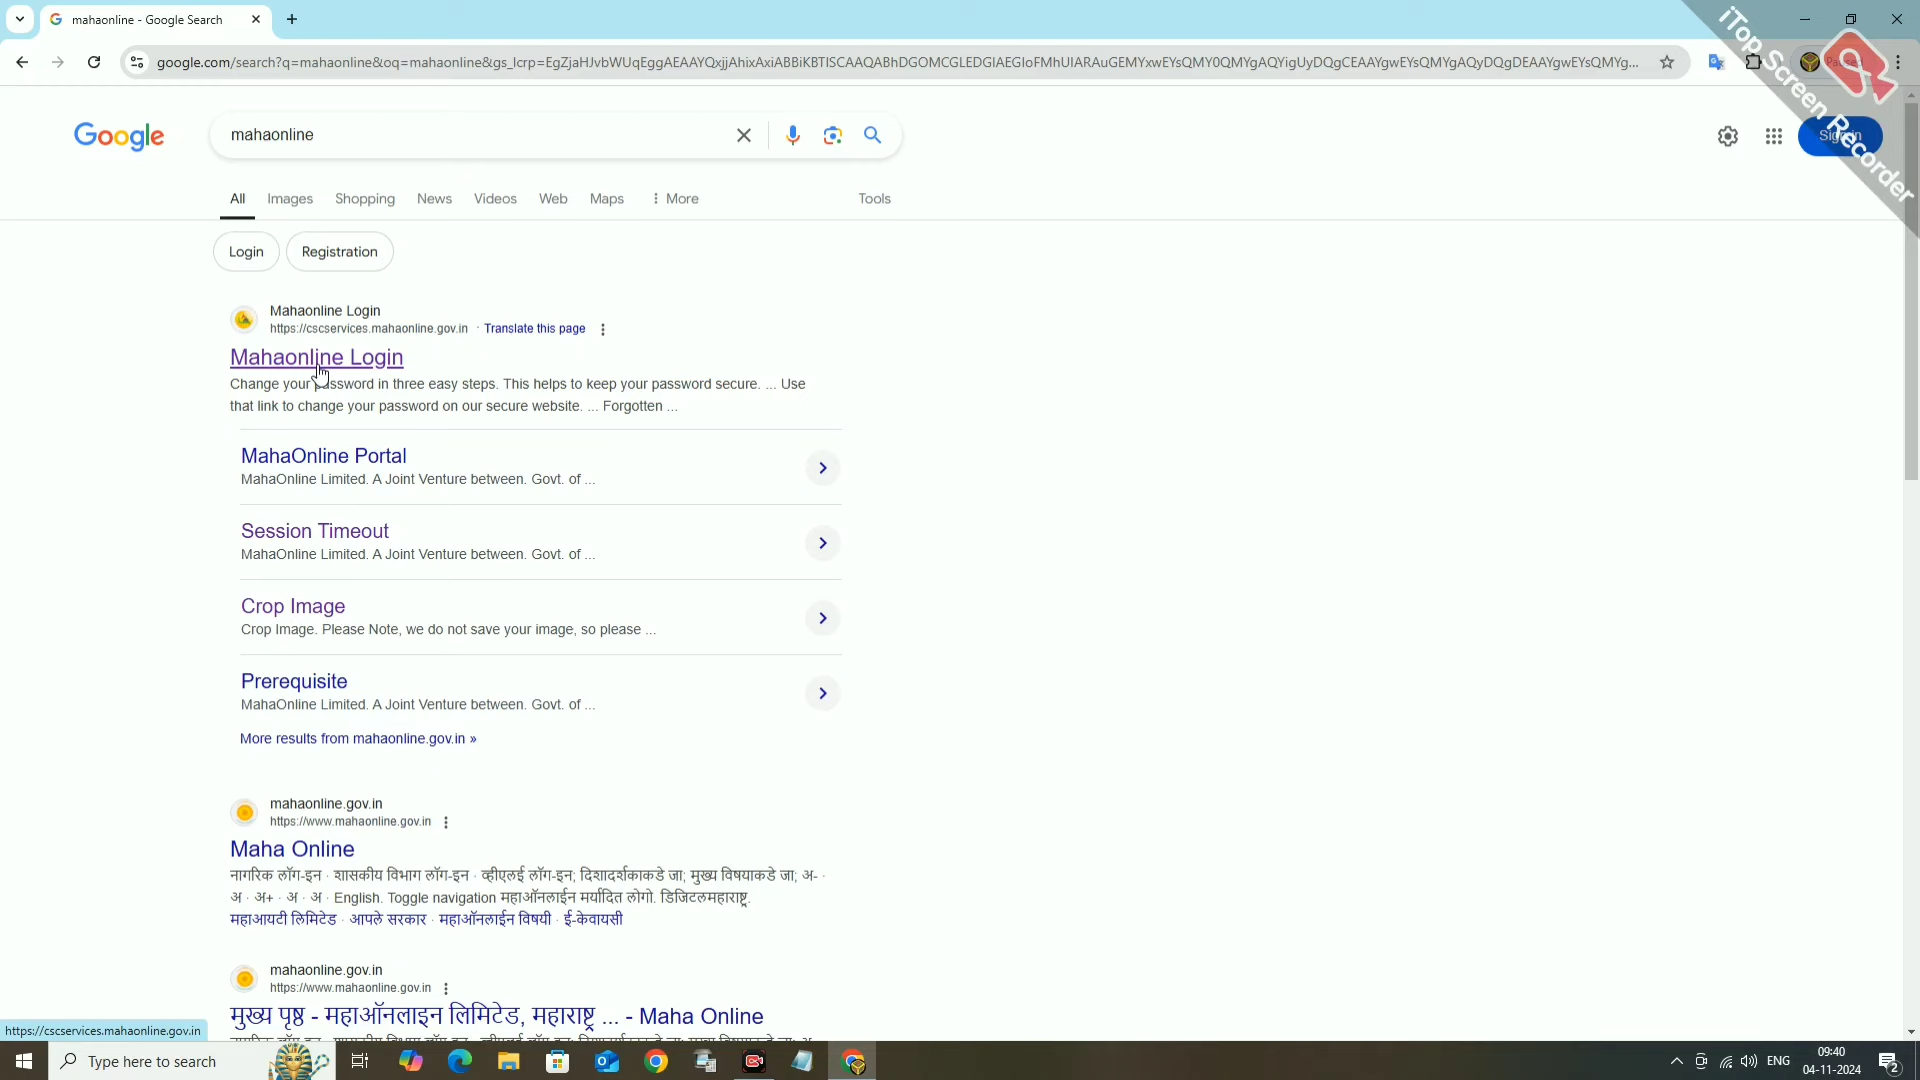 mahaonline - Google Search
google.com/search?q=mahaonline&oq=mahaonline&gs_lcrp=
iTop Screen Recorder
Google
mahaonline
Sign in
All Images Shopping News Videos Web Maps More Tools
Login Registration
Mahaonline Login
https://cscservices.mahaonline.gov.in · Translate this page
Mahaonline Login
Change your password in three easy steps. This helps to keep your password secure. ... Use
that link to change your password on our secure website. ... Forgotten ...
MahaOnline Portal
MahaOnline Limited. A Joint Venture between. Govt. of ...
Session Timeout
MahaOnline Limited. A Joint Venture between. Govt. of ...
Crop Image
Crop Image. Please Note, we do not save your image, so please ...
Prerequisite
MahaOnline Limited. A Joint Venture between. Govt. of ...
More results from mahaonline.gov.in »
mahaonline.gov.in
https://www.mahaonline.gov.in
Maha Online
नागरिक लॉग-इन · शासकीय विभाग लॉग-इन · व्हीएलई लॉग-इन; दिशादर्शकाकडे जा; मुख्य विषयाकडे जा; अ- ·
अ · अ+ · अ · अ · English. Toggle navigation महाऑनलाईन मर्यादित लोगो. डिजिटलमहाराष्ट्र.
महाआयटी लिमिटेड · आपले सरकार · महाऑनलाईन विषयी · ई-केवायसी
mahaonline.gov.in
https://www.mahaonline.gov.in
मुख्य पृष्ठ - महाऑनलाइन लिमिटेड, महाराष्ट्र ... - Maha Online
https://cscservices.mahaonline.gov.in
Type here to search
ENG
09:40
04-11-2024
2